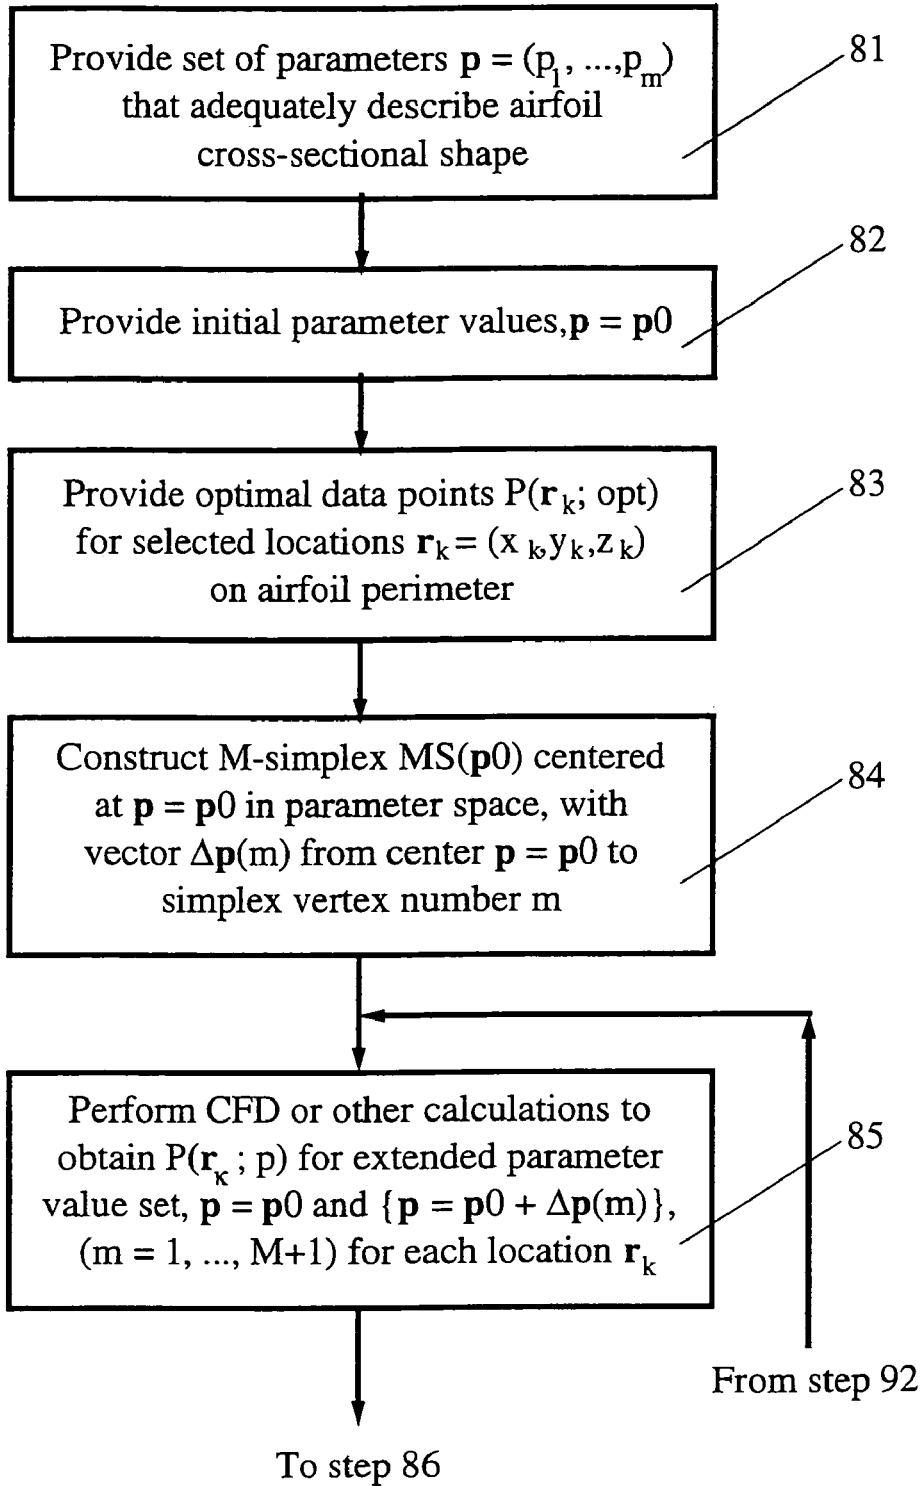 Provide set of parameters p = (p1, ...,pm)
that adequately describe airfoil
cross-sectional shape
81
Provide initial parameter values,p = p0
82
Provide optimal data points P(rk; opt)
for selected locations rk = (xk,yk,zk)
on airfoil perimeter
83
Construct M-simplex MS(p0) centered
at p = p0 in parameter space, with
vector Δp(m) from center p = p0 to
simplex vertex number m
84
Perform CFD or other calculations to
obtain P(rκ; p) for extended parameter
value set, p = p0 and {p = p0 + Δp(m)},
(m = 1, ..., M+1) for each location rk
85
From step 92
To step 86